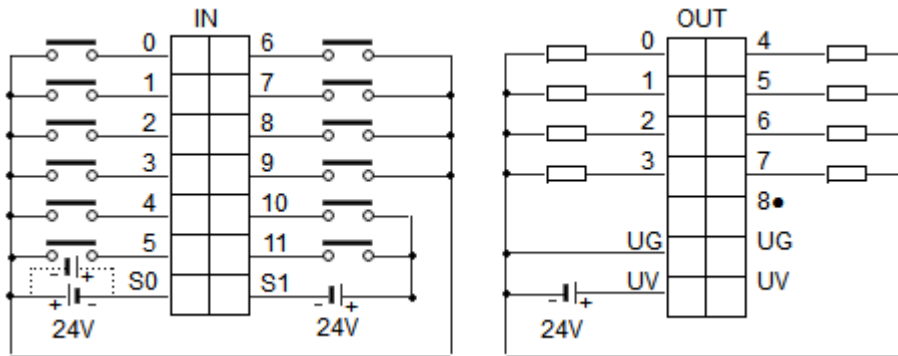 IN
0 6
1 7
2 8
3 9
4 10
5 11
- +
S0 S1
+ - - +
24V 24V
OUT
0 4
1 5
2 6
3 7
8●
UG UG
UV UV
- +
24V